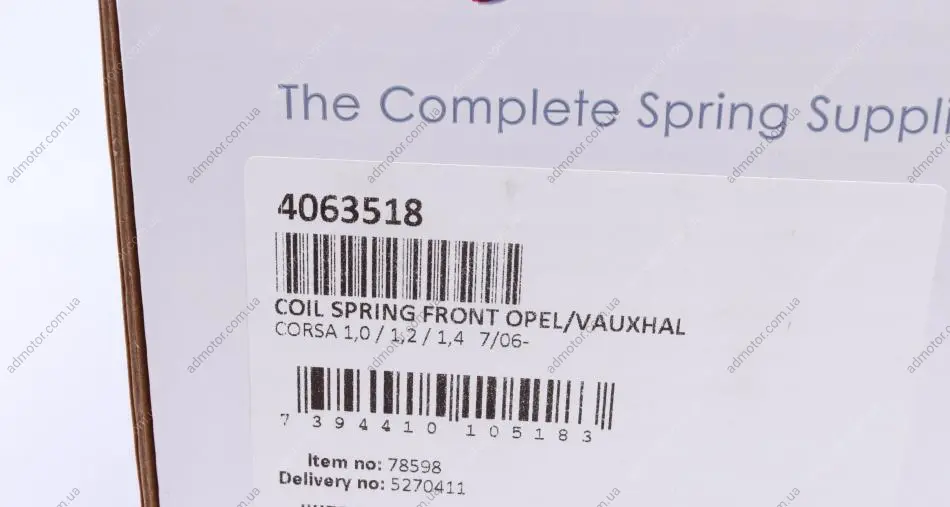 The Complete Spring Suppli
4063518
COIL SPRING FRONT OPEL/VAUXHAL
CORSA 1,0 / 1,2 / 1,4 7/06-
7 394410 105183
Item no: 78598
Delivery no: 5270411
admotor.com.ua